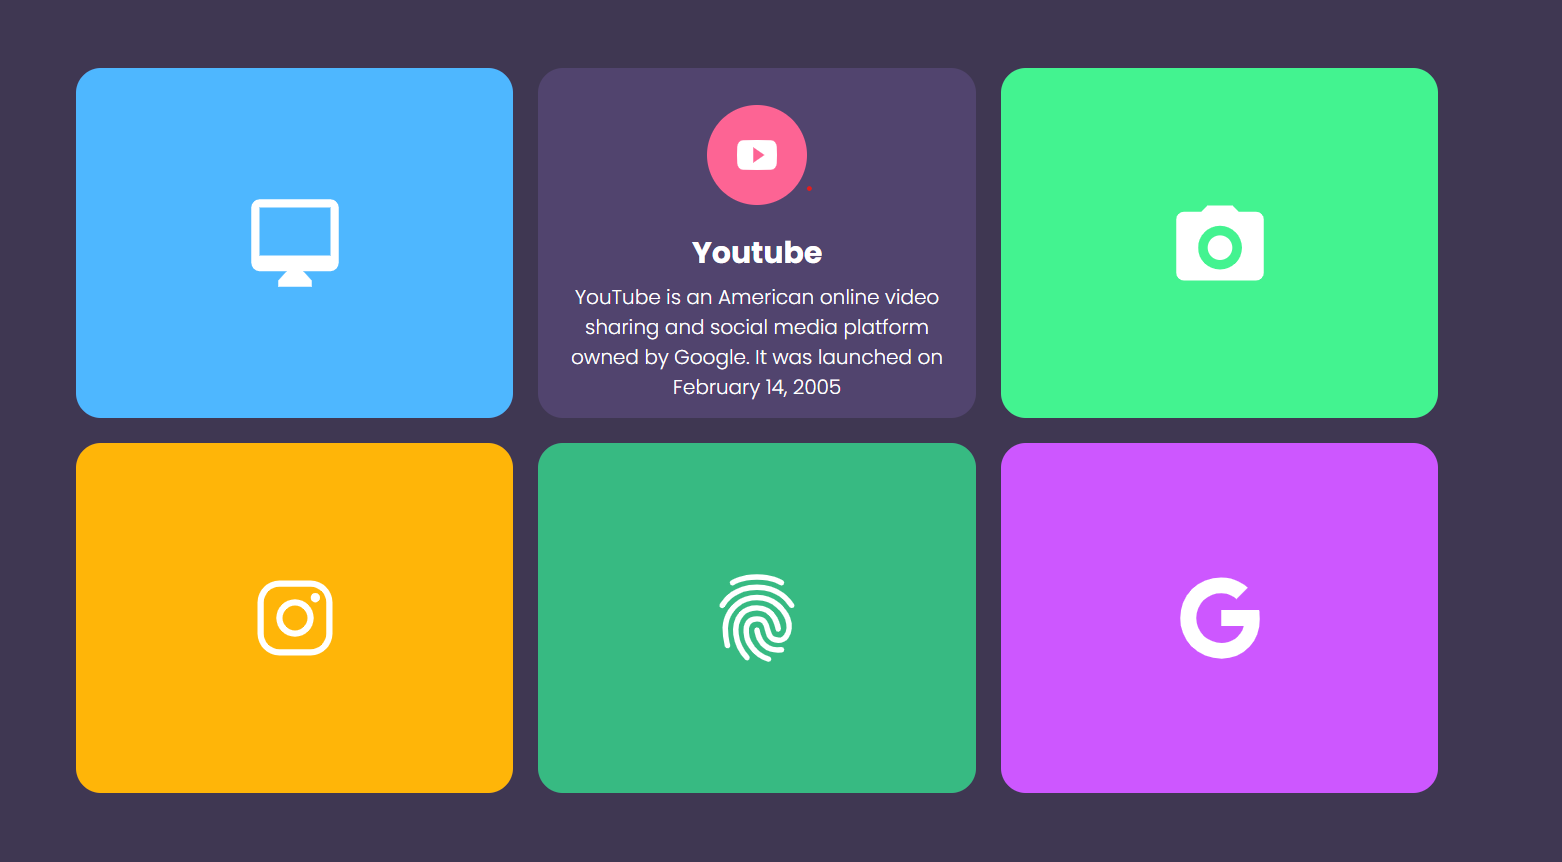 Youtube
YouTube is an American online video
sharing and social media platform
owned by Google. It was launched on
February 14, 2005